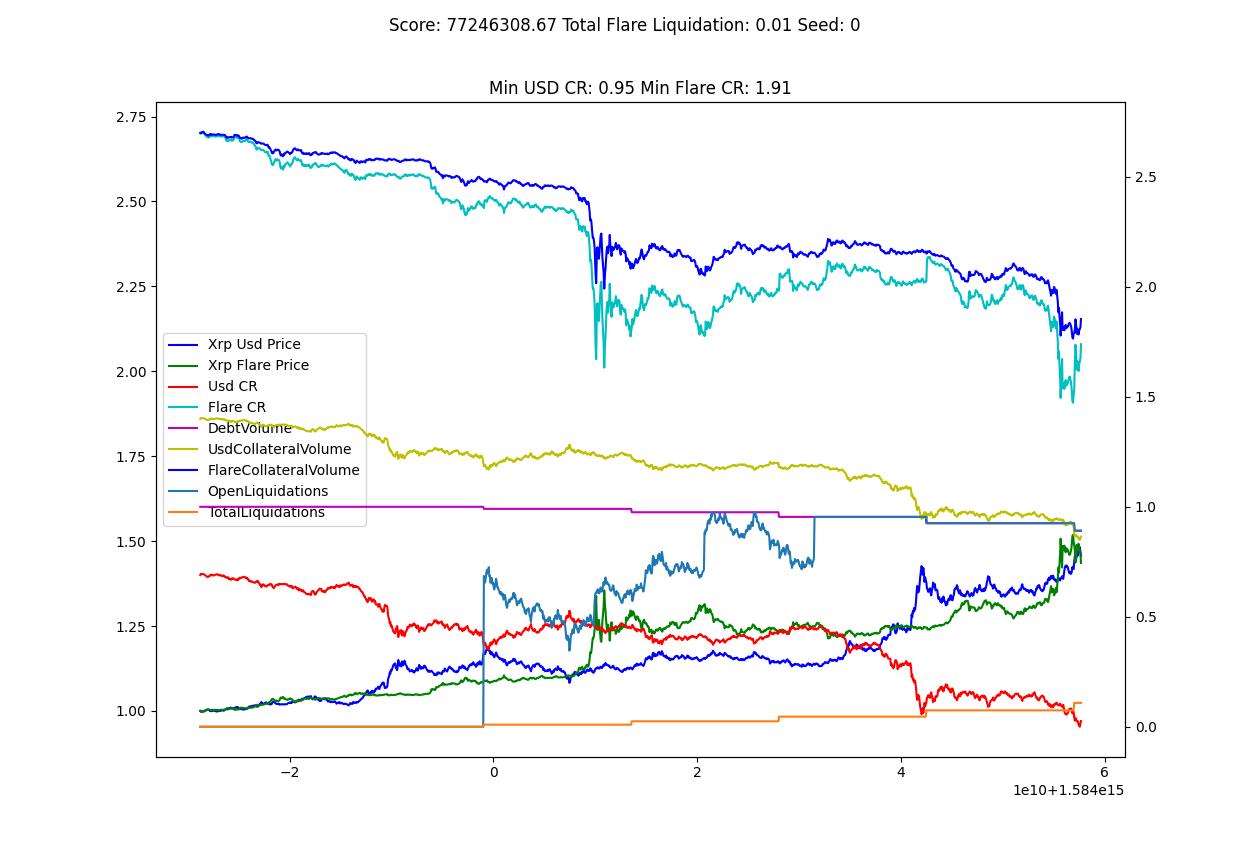 Score: 77246308.67 Total Flare Liquidation: 0.01 Seed: 0
Min USD CR: 0.95 Min Flare CR: 1.91
2.75
2.50
2.25
2.00
1.75
1.50
1.25
1.00
Xrp Usd Price
Xrp Flare Price
Usd CR
Flare CR
DebtVolume
UsdCollateralVolume
FlareCollateralVolume
OpenLiquidations
TotalLiquidations
2.5
2.0
1.5
1.0
0.5
0.0
−2
0
2
4
6
1e10+1.584e15